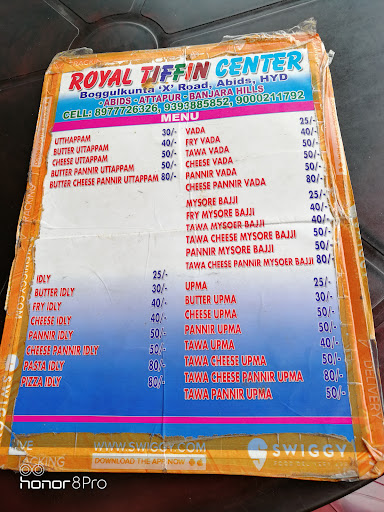 ROYAL TIFFIN CENTER
Boggulkunta 'X' Road, Abids, HYD
• ABIDS • ATTAPUR • BANJARA HILLS
CELL: 8977726326, 9393885852, 9000211792
MENU
UTTHAPPAM 30/-
BUTTER UTTAPPAM 40/-
CHEESE UTTAPPAM 50/-
BUTTER PANNIR UTTAPPAM 50/-
BUTTER CHEESE PANNIR UTTAPPAM 80/-
IDLY 25/-
BUTTER IDLY 30/-
FRY IDLY 40/-
CHEESE IDLY 40/-
PANNIR IDLY 50/-
CHEESE PANNIR IDLY 50/-
PASTA IDLY 80/-
PIZZA IDLY 80/-
VADA 25/-
FRY VADA 40/-
TAWA VADA 50/-
CHEESE VADA 50/-
PANNIR VADA 50/-
CHEESE PANNIR VADA 80/-
MYSORE BAJJI 25/-
FRY MYSORE BAJJI 40/-
TAWA MYSOER BAJJI 40/-
TAWA CHEESE MYSORE BAJJI 50/-
TAWA PANNIR MYSORE BAJJI 50/-
TAWA CHEESE PANNIR MYSOER BAJJI 80/-
UPMA 25/-
BUTTER UPMA 30/-
CHEESE UPMA 50/-
PANNIR UPMA 50/-
TAWA UPMA 40/-
TAWA CHEESE UPMA 50/-
TAWA CHEESE PANNIR UPMA 80/-
TAWA PANNIR UPMA 50/-
WWW.SWIGGY.COM
DOWNLOAD THE APP NOW
SWIGGY
honor8Pro